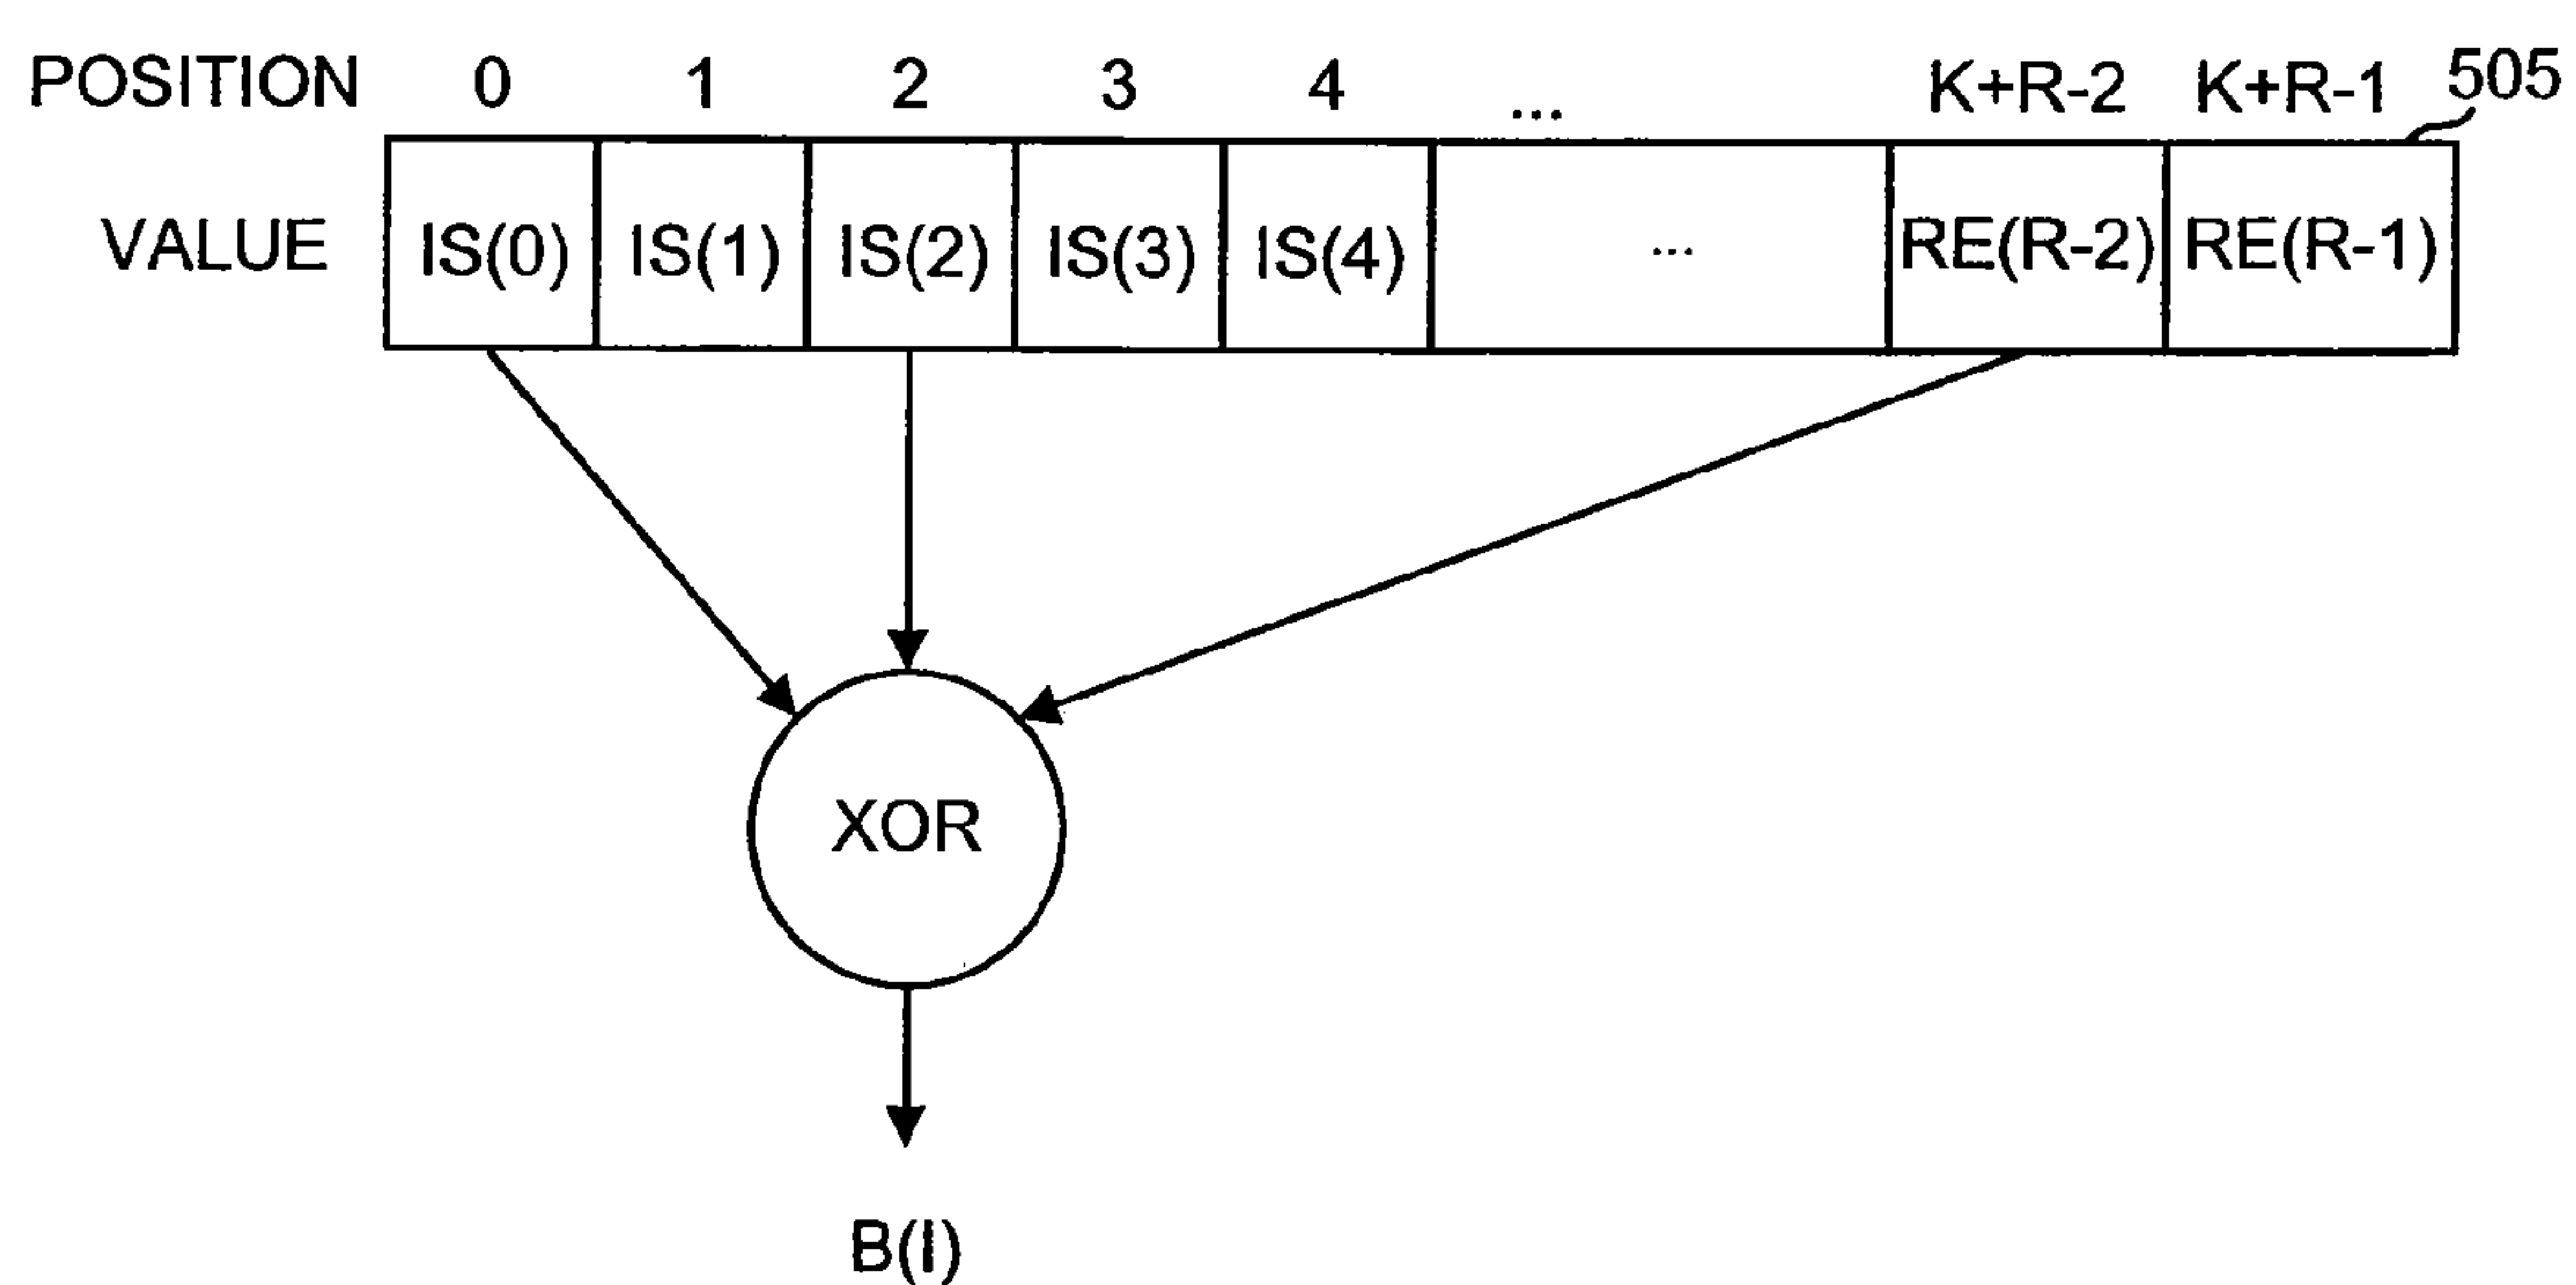 POSITION 0 1 2 3 4 ... K+R-2 K+R-1 505
VALUE IS(0) IS(1) IS(2) IS(3) IS(4) ... RE(R-2) RE(R-1)
XOR
B(I)